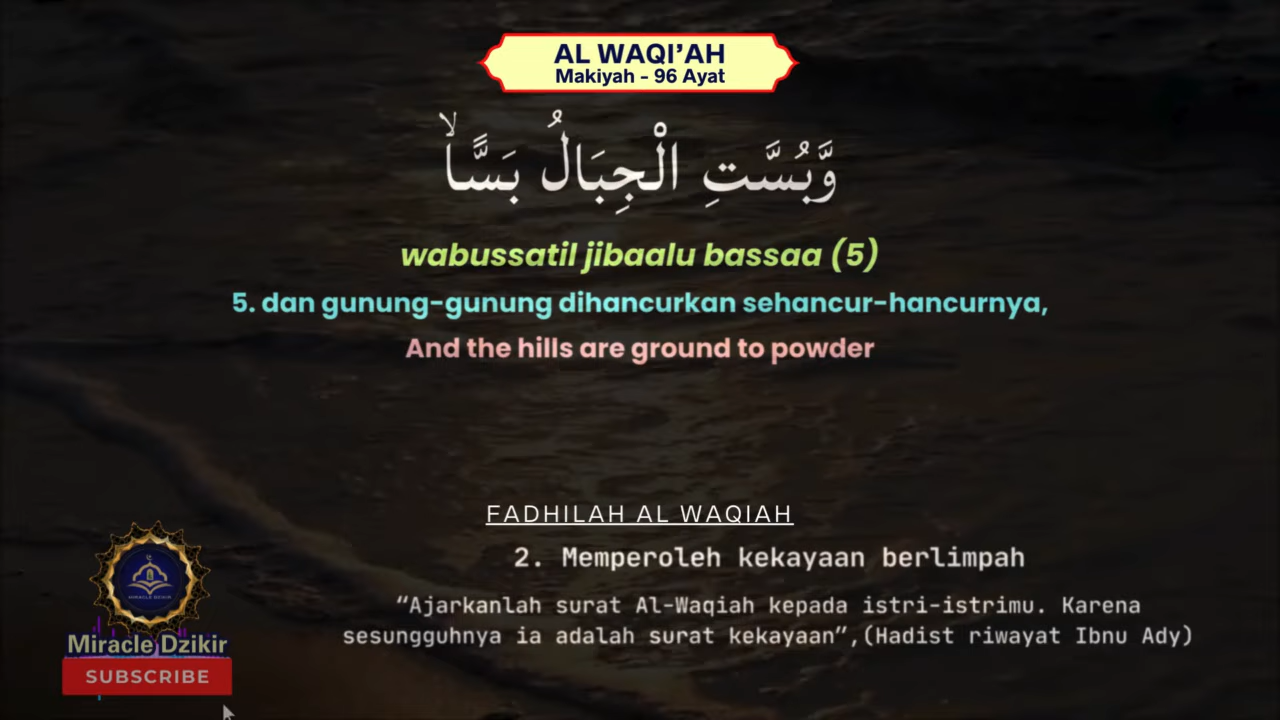 AL WAQI’AH
Makiyah - 96 Ayat
وَّبُسَّتِ الْجِبَالُ بَسًّاۙ
wabussatil jibaalu bassaa (5)
5. dan gunung-gunung dihancurkan sehancur-hancurnya,
And the hills are ground to powder
FADHILAH AL WAQIAH
2. Memperoleh kekayaan berlimpah
“Ajarkanlah surat Al-Waqiah kepada istri-istrimu. Karena
sesungguhnya ia adalah surat kekayaan”,(Hadist riwayat Ibnu Ady)
MIRACLE DZIKIR
Miracle Dzikir
SUBSCRIBE